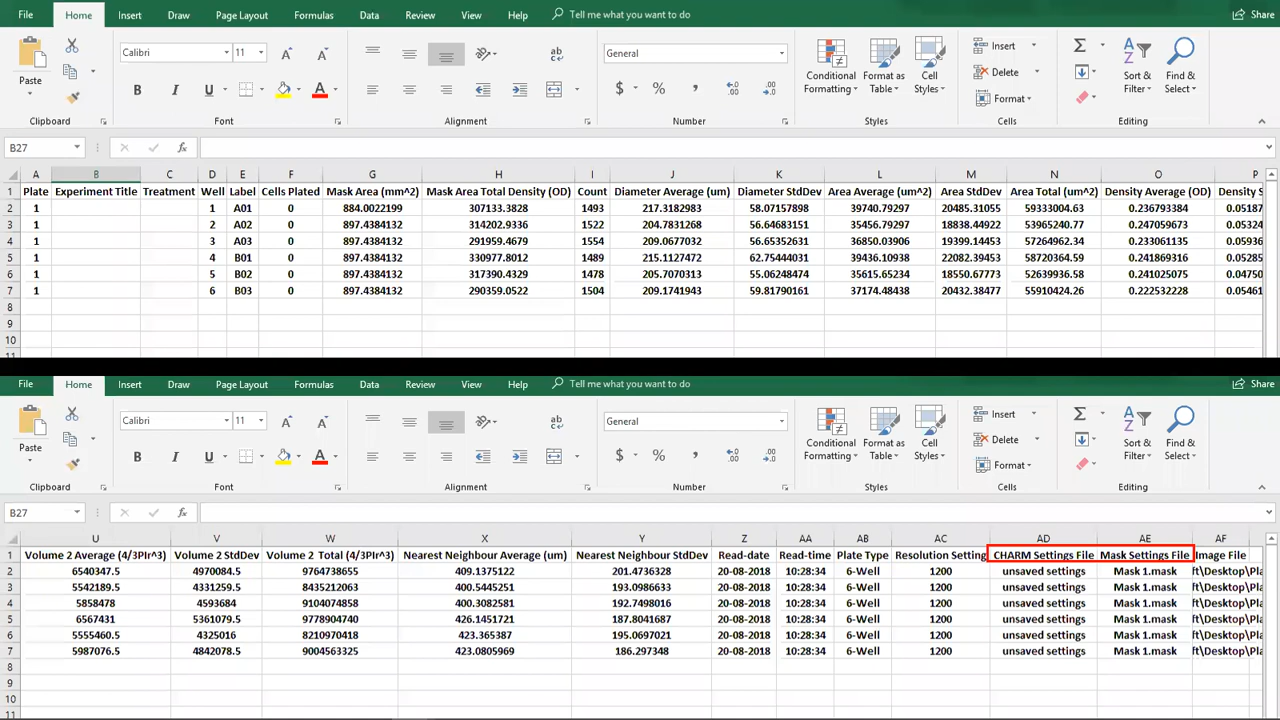 File Home Insert Draw Page Layout Formulas Data Review View Help Tell me what you want to do Share
Paste Calibri 11 General Conditional Formatting Format as Table Cell Styles Insert Delete Format Sort & Filter Find & Select
B I U $ %
Clipboard Font Alignment Number Styles Cells Editing
B27 fx
A B C D E F G H I J K L M N O P
1 Plate Experiment Title Treatment Well Label Cells Plated Mask Area (mm^2) Mask Area Total Density (OD) Count Diameter Average (um) Diameter StdDev Area Average (um^2) Area StdDev Area Total (um^2) Density Average (OD) Density S
2 1 1 A01 0 884.0022199 307133.3828 1493 217.3182983 58.07157898 39740.79297 20485.31055 59333004.63 0.236793384 0.05187
3 1 2 A02 0 897.4384132 314202.9336 1522 204.7831268 56.64683151 35456.79297 18838.44922 53965240.77 0.247059673 0.05324
4 1 3 A03 0 897.4384132 291959.4679 1554 209.0677032 56.65352631 36850.03906 19399.14453 57264962.34 0.233061135 0.05936
5 1 4 B01 0 897.4384132 330977.8012 1489 215.1127472 62.75444031 39436.10938 22082.39453 58720364.59 0.241869316 0.05285
6 1 5 B02 0 897.4384132 317390.4329 1478 205.7070313 55.06248474 35615.65234 18550.67773 52639936.58 0.241025075 0.04750
7 1 6 B03 0 897.4384132 290359.0522 1504 209.1741943 59.81790161 37174.48438 20432.38477 55910424.26 0.222532228 0.05461
8
9
10
11
File Home Insert Draw Page Layout Formulas Data Review View Help Tell me what you want to do Share
Paste Calibri 11 General Conditional Formatting Format as Table Cell Styles Insert Delete Format Sort & Filter Find & Select
B I U $ %
Clipboard Font Alignment Number Styles Cells Editing
B27 fx
U V W X Y Z AA AB AC AD AE AF
1 Volume 2 Average (4/3PIr^3) Volume 2 StdDev Volume 2 Total (4/3PIr^3) Nearest Neighbour Average (um) Nearest Neighbour StdDev Read-date Read-time Plate Type Resolution Setting CHARM Settings File Mask Settings File Image File
2 6540347.5 4970084.5 9764738655 409.1375122 201.4736328 20-08-2018 10:28:34 6-Well 1200 unsaved settings Mask 1.mask ft\Desktop\Pla
3 5542189.5 4331259.5 8435212063 400.5445251 193.0986633 20-08-2018 10:28:34 6-Well 1200 unsaved settings Mask 1.mask ft\Desktop\Pla
4 5858478 4593684 9104074858 400.3082581 192.7498016 20-08-2018 10:28:34 6-Well 1200 unsaved settings Mask 1.mask ft\Desktop\Pla
5 6567431 5361079.5 9778904740 426.1451721 187.8041687 20-08-2018 10:28:34 6-Well 1200 unsaved settings Mask 1.mask ft\Desktop\Pla
6 5555460.5 4325016 8210970418 423.365387 195.0697021 20-08-2018 10:28:34 6-Well 1200 unsaved settings Mask 1.mask ft\Desktop\Pla
7 5987076.5 4842078.5 9004563325 423.0805969 186.297348 20-08-2018 10:28:34 6-Well 1200 unsaved settings Mask 1.mask ft\Desktop\Pla
8
9
10
11